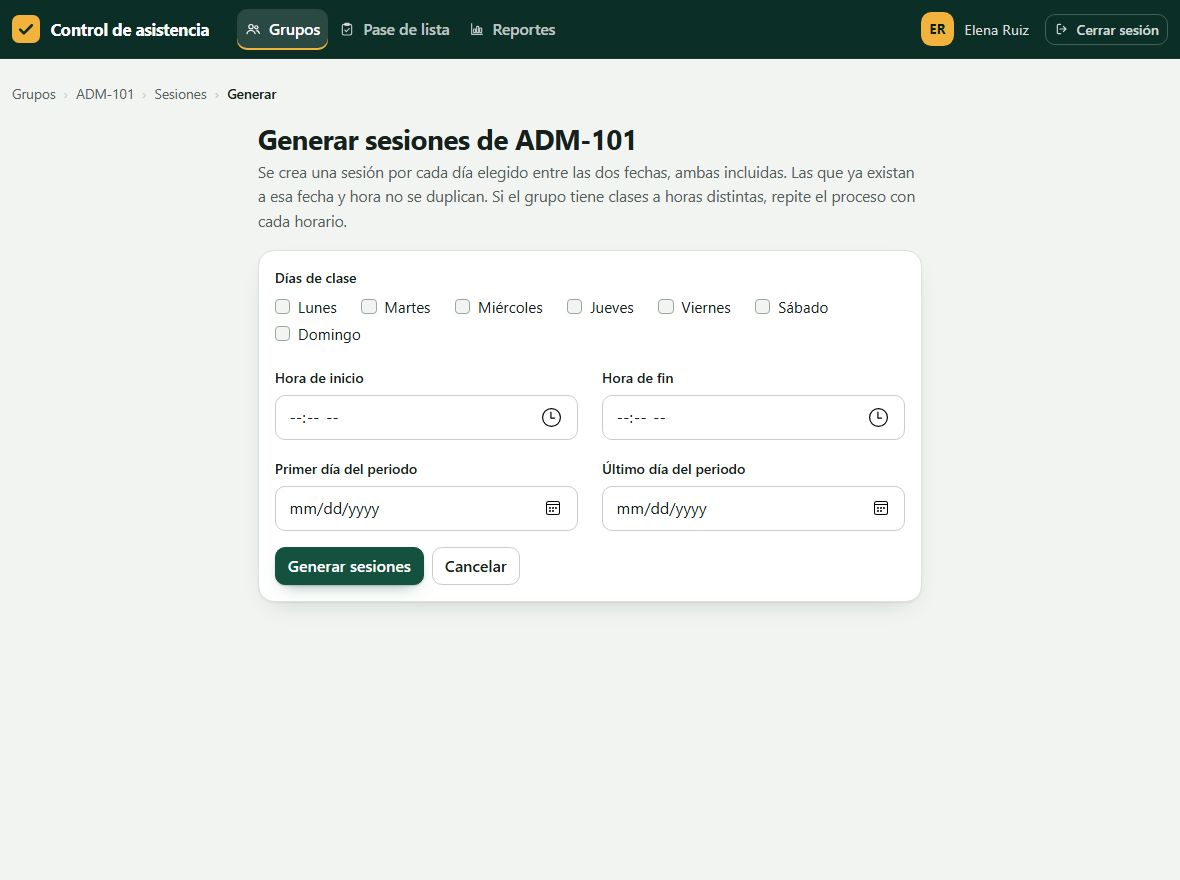 Control de asistencia
Grupos
Pase de lista
Reportes
ER
Elena Ruiz
Cerrar sesión
Grupos › ADM-101 › Sesiones › Generar
Generar sesiones de ADM-101
Se crea una sesión por cada día elegido entre las dos fechas, ambas incluidas. Las que ya existan
a esa fecha y hora no se duplican. Si el grupo tiene clases a horas distintas, repite el proceso con
cada horario.
Días de clase
Lunes Martes Miércoles Jueves Viernes Sábado
Domingo
Hora de inicio Hora de fin
--:-- -- --:-- --
Primer día del periodo Último día del periodo
mm/dd/yyyy mm/dd/yyyy
Generar sesiones Cancelar